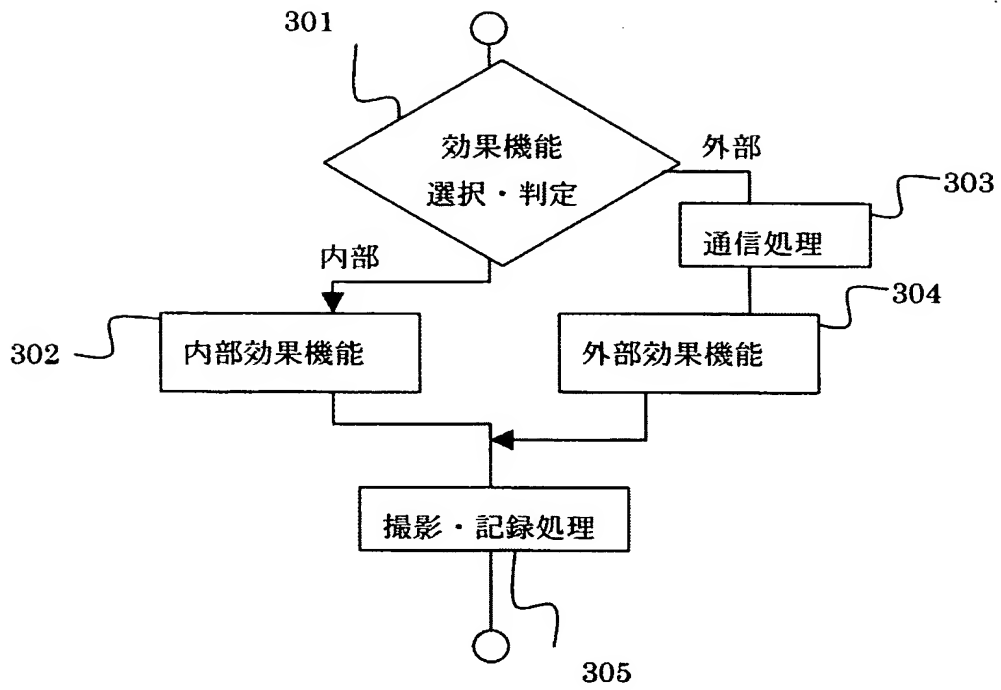 301
効果機能
選択・判定
外部
303
通信処理
内部
304
302
内部効果機能
外部効果機能
撮影・記録処理
305